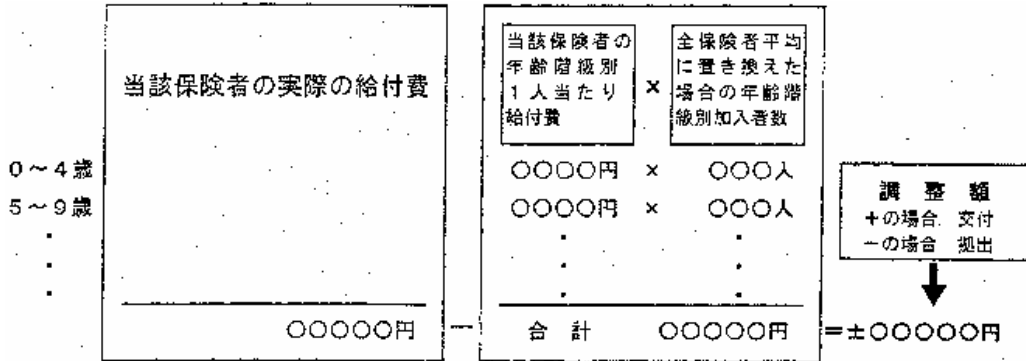 当該保険者の実際の給付費
当該保険者の
年齢階級別
1人当たり
給付費
×
全保険者平均
に置き換えた
場合の年齢階
級別加入者数
0〜4歳
○○○○円 × ○○○人
5〜9歳
○○○○円 × ○○○人
調整額
+の場合 交付
−の場合 拠出
○○○○○円 − 合計 ○○○○○円 =±○○○○○円